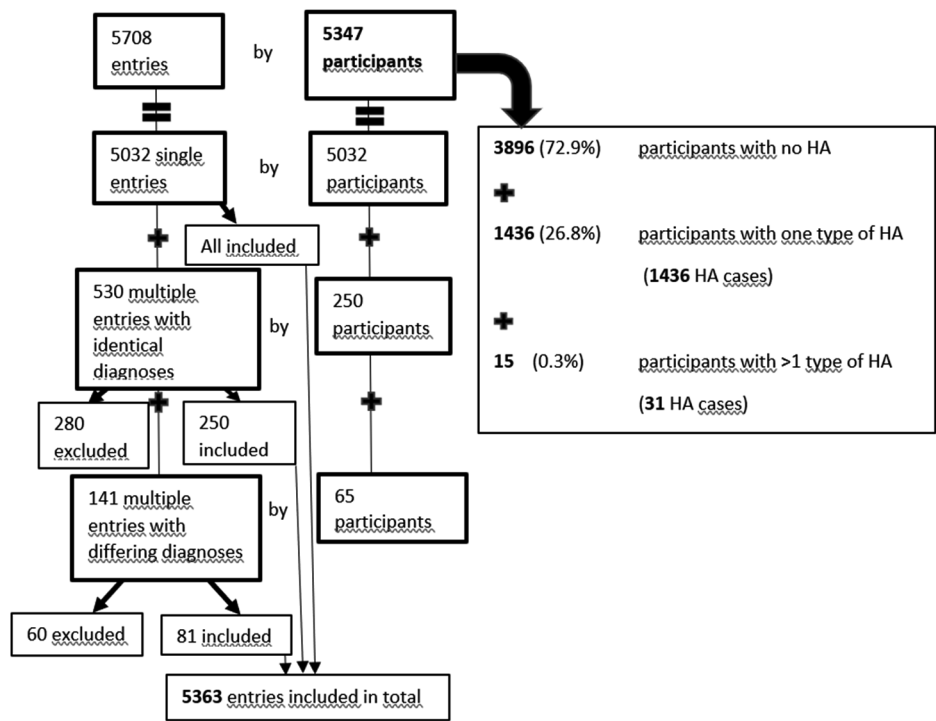 5708
entries
by
5347
participants
5032 single
entries
by
5032
participants
All included
530 multiple
entries with
identical
diagnoses
by
250
participants
280
excluded
250
included
141 multiple
entries with
differing diagnoses
by
65
participants
60 excluded
81 included
5363 entries included in total
3896 (72.9%) participants with no HA
1436 (26.8%) participants with one type of HA
(1436 HA cases)
15 (0.3%) participants with >1 type of HA
(31 HA cases)